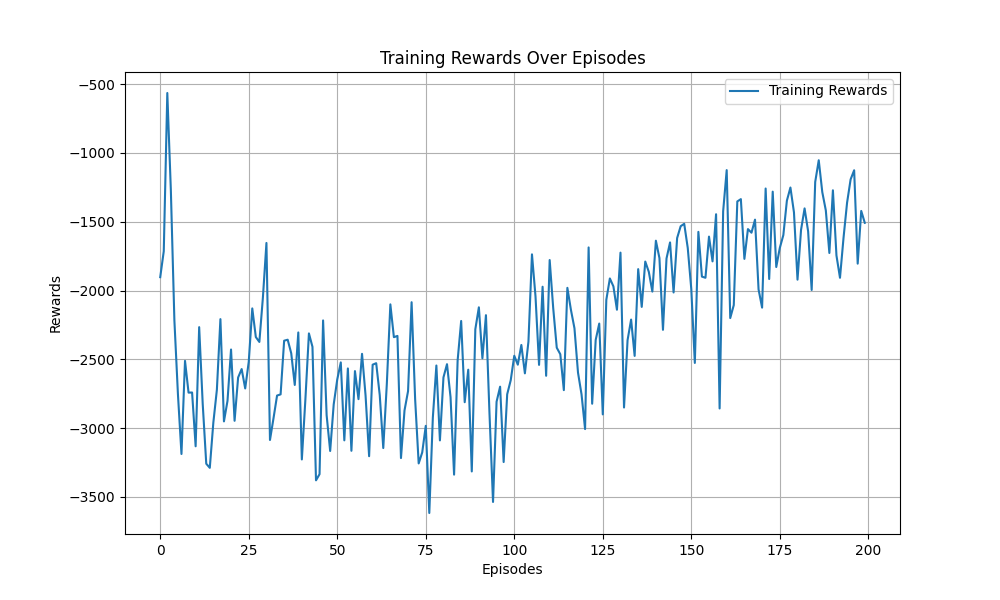 Training Rewards Over Episodes
Training Rewards
−500
−1000
−1500
−2000
−2500
−3000
−3500
Rewards
0 25 50 75 100 125 150 175 200
Episodes